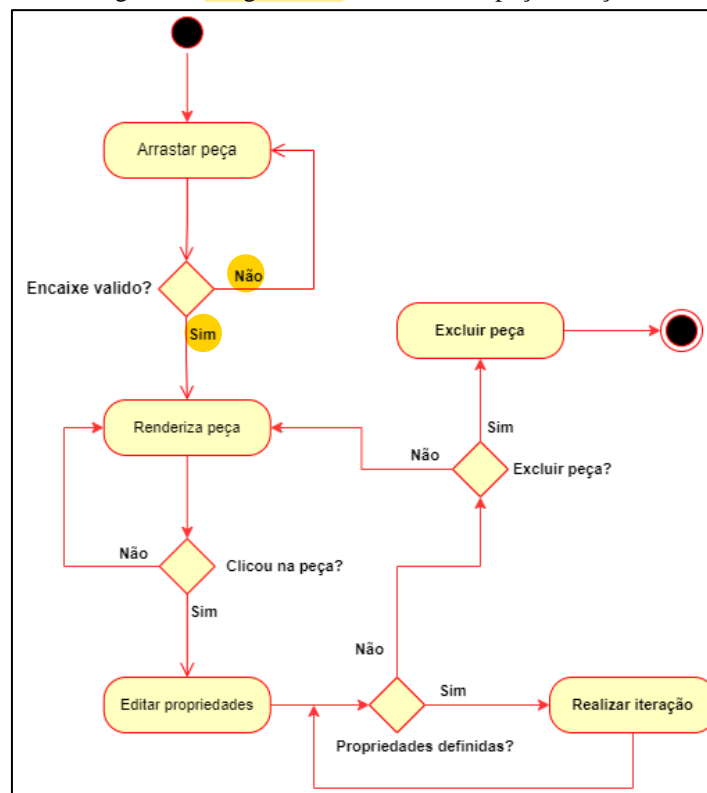 Arrastar peça
Encaixe valido?
Não
Sim
Excluir peça
Renderiza peça
Sim
Não
Excluir peça?
Não
Clicou na peça?
Sim
Não
Editar propriedades
Sim
Realizar iteração
Propriedades definidas?